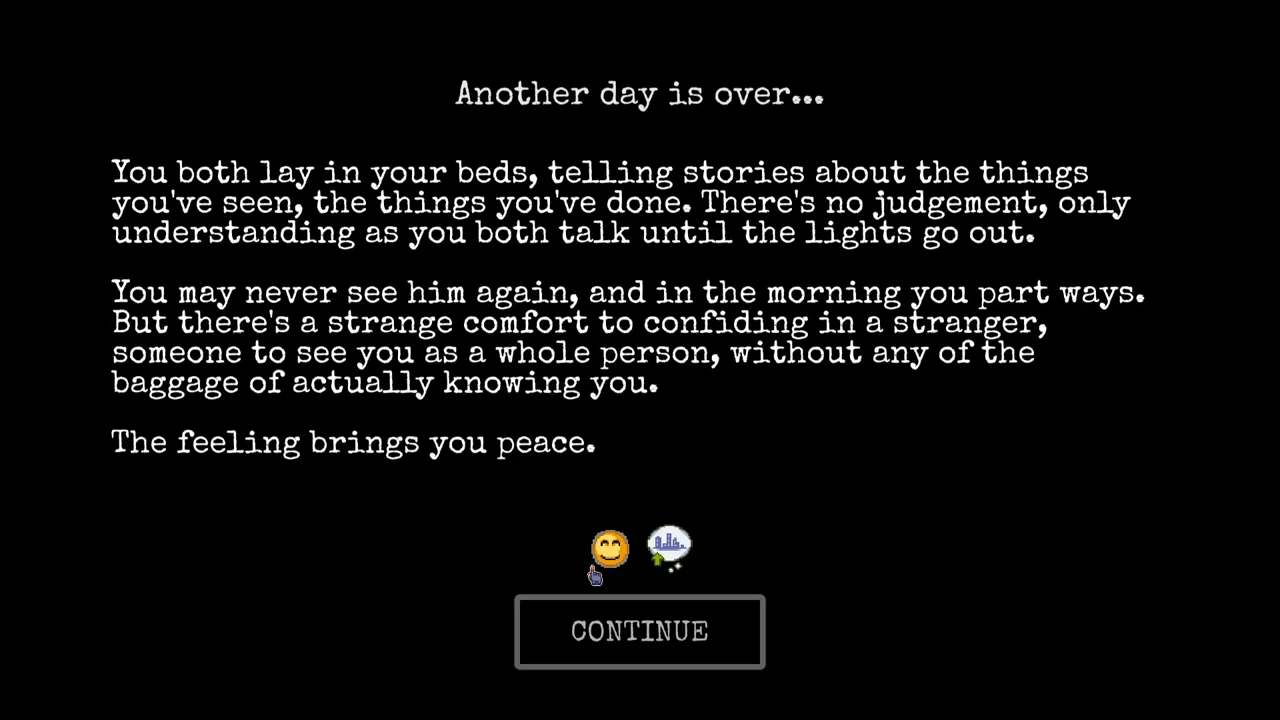 Another day is over...
You both lay in your beds, telling stories about the things
you've seen, the things you've done. There's no judgement, only
understanding as you both talk until the lights go out.
You may never see him again, and in the morning you part ways.
But there's a strange comfort to confiding in a stranger,
someone to see you as a whole person, without any of the
baggage of actually knowing you.
The feeling brings you peace.
CONTINUE